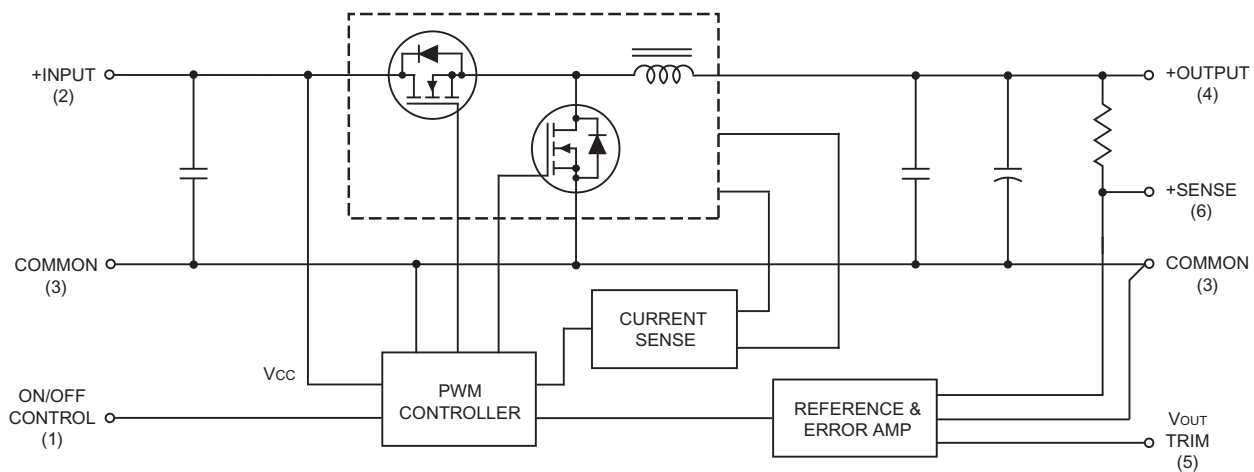 +INPUT
(2)
+OUTPUT
(4)
+SENSE
(6)
COMMON
(3)
COMMON
(3)
CURRENT
SENSE
VCC
PWM
CONTROLLER
ON/OFF
CONTROL
(1)
REFERENCE &
ERROR AMP
VOUT
TRIM
(5)